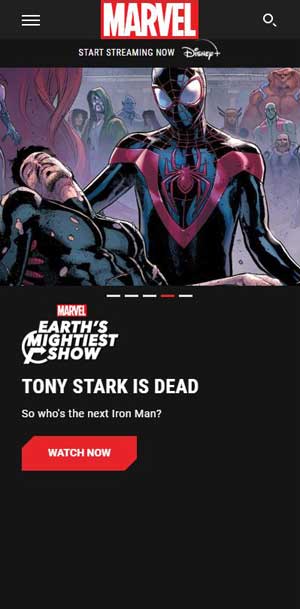 MARVEL
START STREAMING NOW Disney+
MARVEL
EARTH'S
MIGHTIEST
SHOW
TONY STARK IS DEAD
So who's the next Iron Man?
WATCH NOW